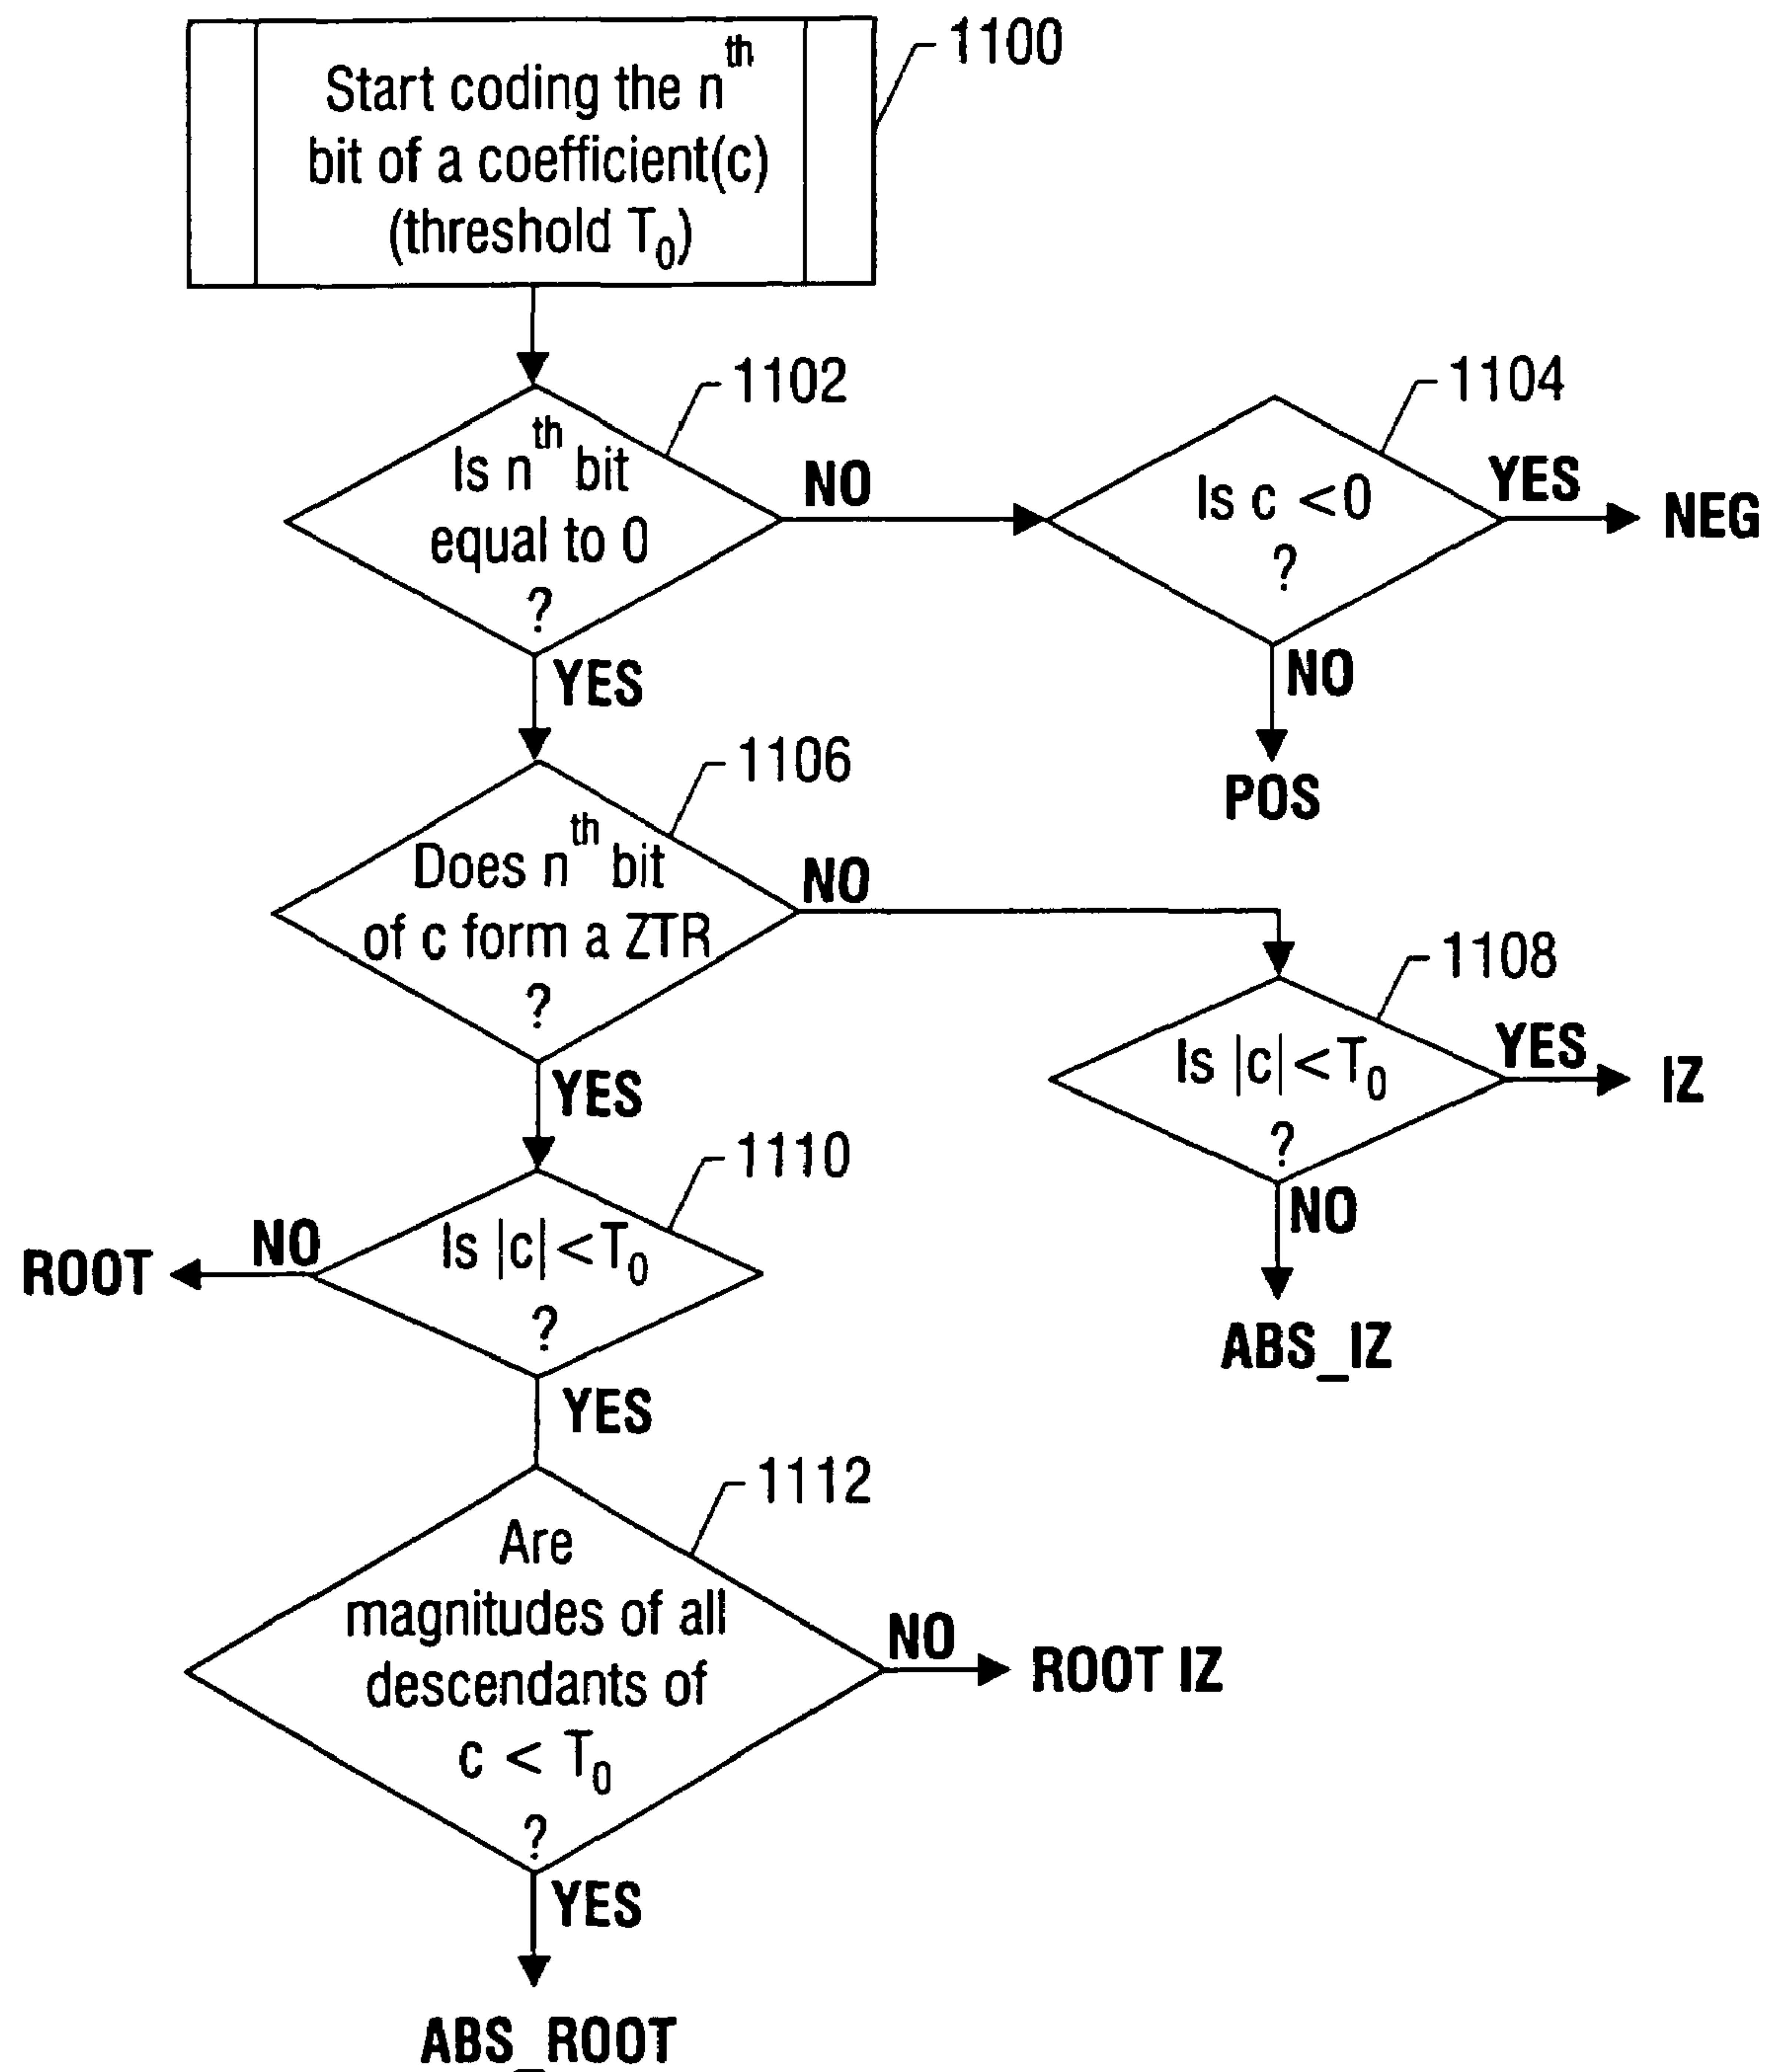 Start coding the nth
bit of a coefficient(c)
(threshold T0)
1100
Is nth bit
equal to 0
?
1102
NO
YES
Is c <0
?
1104
YES
NEG
NO
POS
Does nth bit
of c form a ZTR
?
1106
NO
YES
Is |c| <T0
?
1108
YES
IZ
NO
ABS_IZ
Is |c| <T0
?
1110
NO
ROOT
YES
Are
magnitudes of all
descendants of
c < T0
?
1112
NO
ROOT IZ
YES
ABS_ROOT